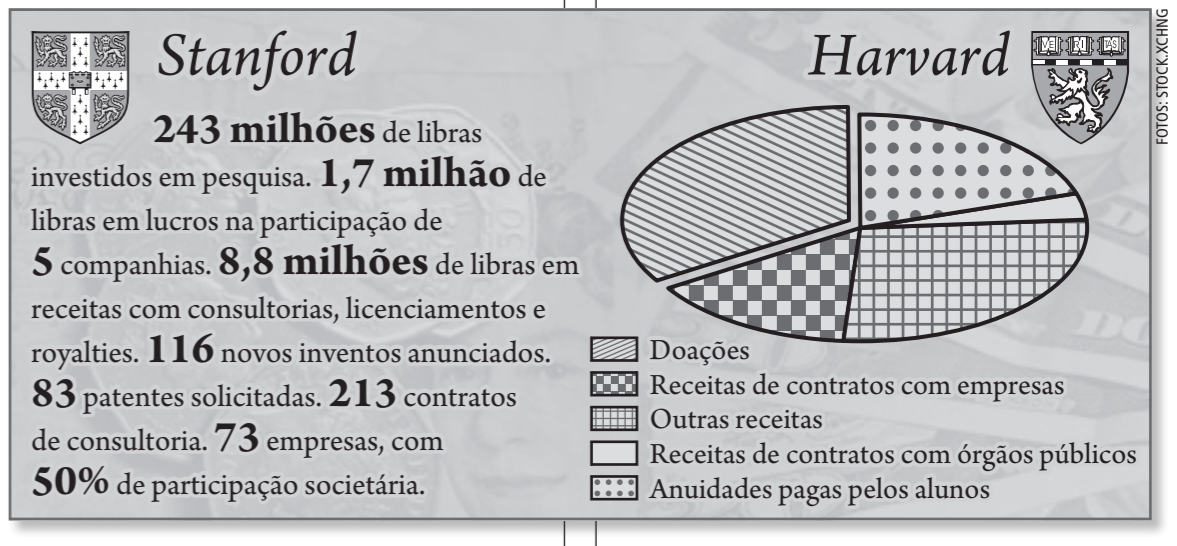 Stanford
243 milhões de libras
investidos em pesquisa. 1,7 milhão de
libras em lucros na participação de
5 companhias. 8,8 milhões de libras em
receitas com consultorias, licenciamentos e
royalties. 116 novos inventos anunciados.
83 patentes solicitadas. 213 contratos
de consultoria. 73 empresas, com
50% de participação societária.
Harvard
VE RI TAS
Doações
Receitas de contratos com empresas
Outras receitas
Receitas de contratos com órgãos públicos
Anuidades pagas pelos alunos
FOTOS: STOCK.XCHNG